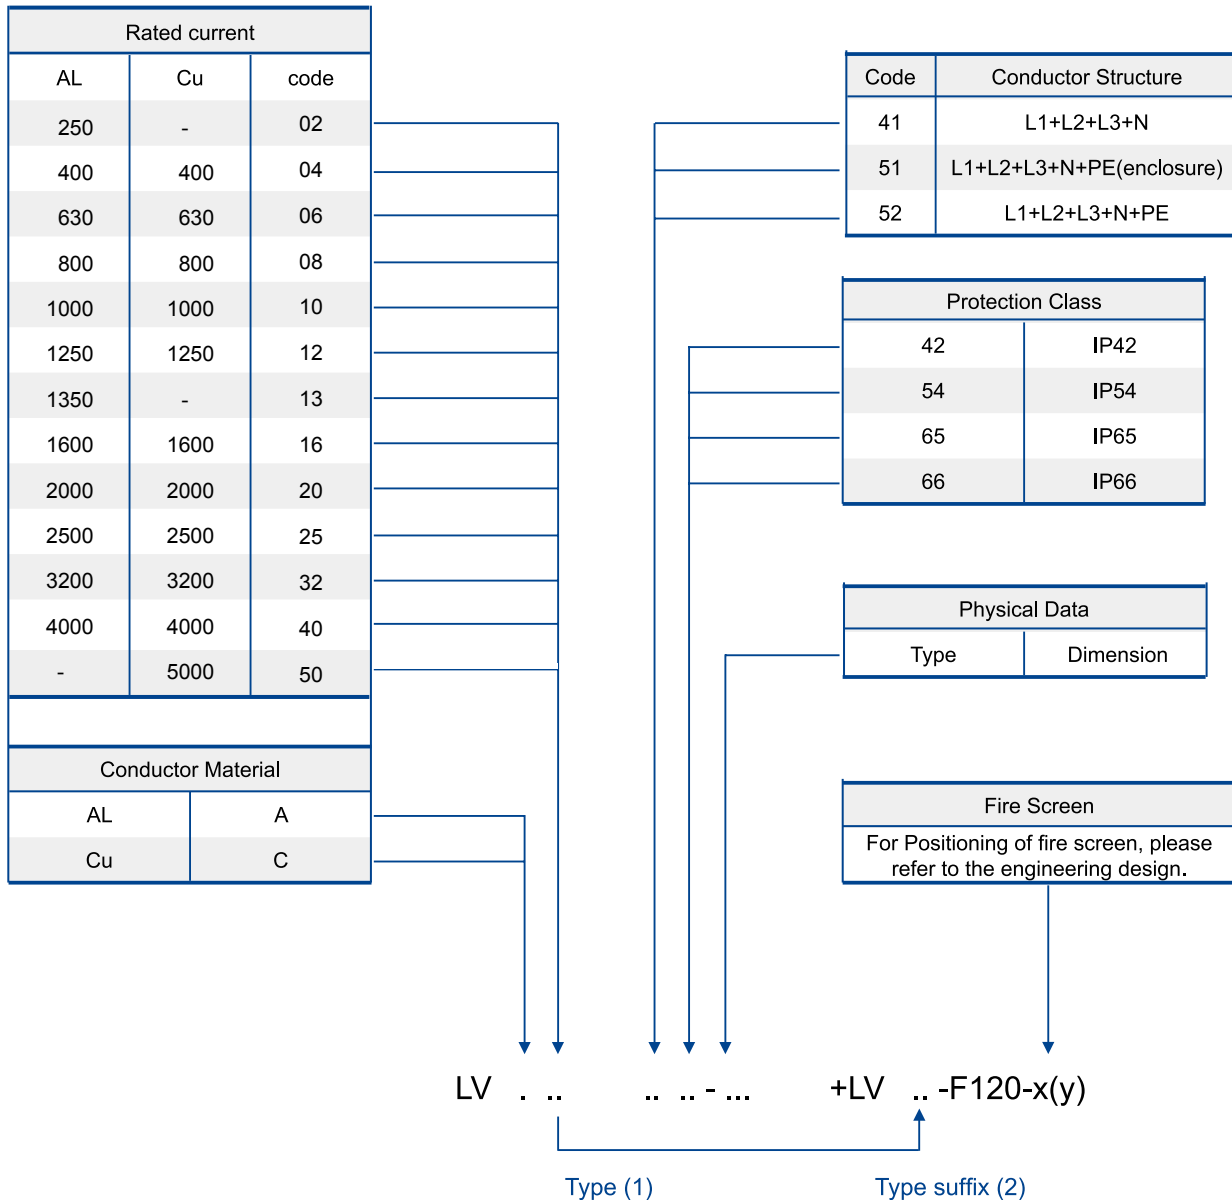 Rated current
AL Cu code
250 - 02
400 400 04
630 630 06
800 800 08
1000 1000 10
1250 1250 12
1350 - 13
1600 1600 16
2000 2000 20
2500 2500 25
3200 3200 32
4000 4000 40
- 5000 50
Conductor Material
AL A
Cu C
Code Conductor Structure
41 L1+L2+L3+N
51 L1+L2+L3+N+PE(enclosure)
52 L1+L2+L3+N+PE
Protection Class
42 IP42
54 IP54
65 IP65
66 IP66
Physical Data
Type Dimension
Fire Screen
For Positioning of fire screen, please
refer to the engineering design.
LV . .. .. .. - ... +LV .. -F120-x(y)
Type (1) Type suffix (2)